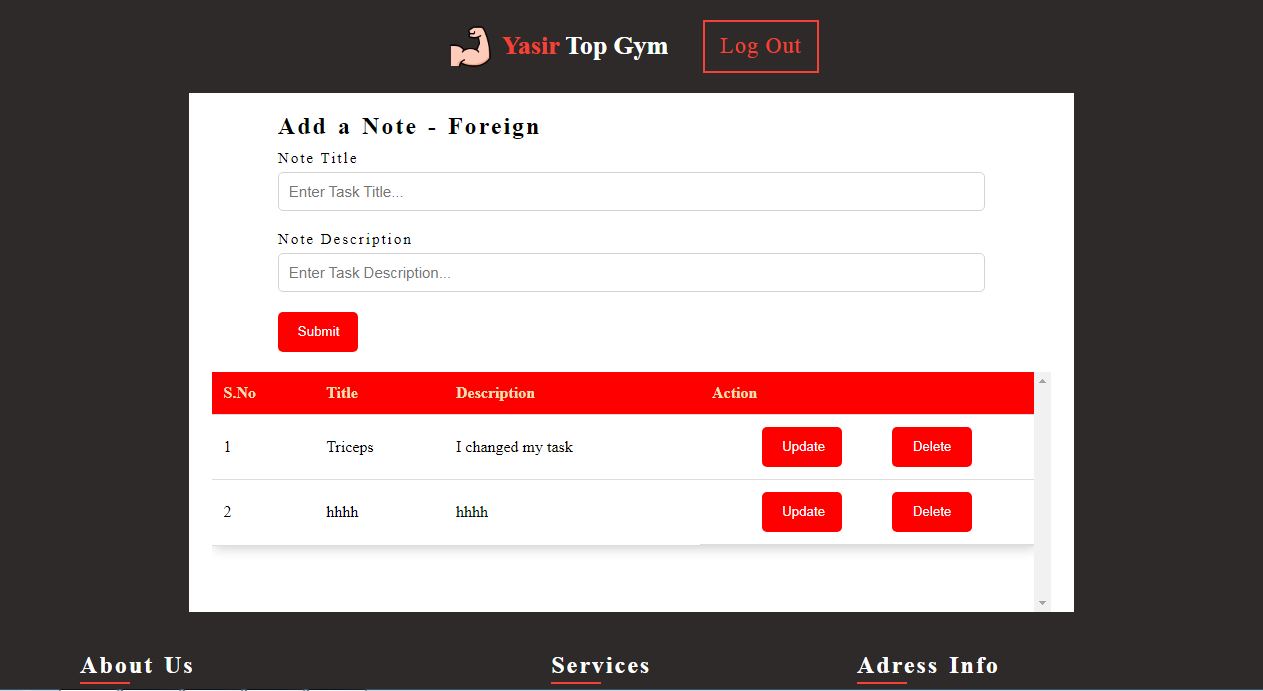 Yasir Top Gym Log Out
Add a Note - Foreign
Note Title
Enter Task Title...
Note Description
Enter Task Description...
Submit
S.No Title Description Action
1 Triceps I changed my task Update Delete
2 hhhh hhhh Update Delete
About Us Services Adress Info